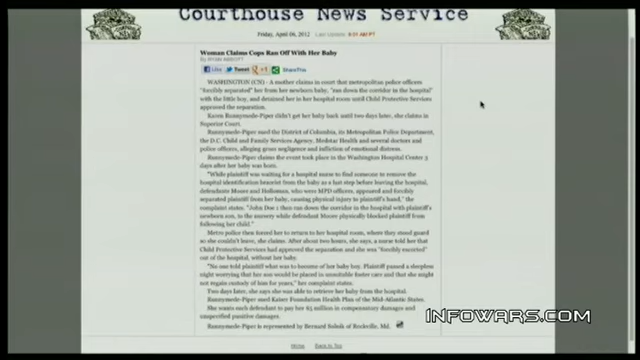 Courthouse News Service
Friday, April 06, 2012 Last Update: 8:51 AM PT
Woman Claims Cops Ran Off With Her Baby
By RYAN ABBOTT
Like Tweet +1 ShareThis
WASHINGTON (CN) - A mother claims in court that metropolitan police officers
"forcibly separated" her from her newborn baby, "ran down the corridor in the hospital"
with the little boy, and detained her in her hospital room until Child Protective Services
approved the separation.
Karen Runnymede-Piper didn't get her baby back until two days later, she claims in
Superior Court.
Runnymede-Piper sued the District of Columbia, its Metropolitan Police Department,
the D.C. Child and Family Services Agency, Medstar Health and several doctors and
police officers, alleging gross negligence and infliction of emotional distress.
Runnymede-Piper claims the event took place in the Washington Hospital Center 3
days after her baby was born.
"While plaintiff was waiting for a hospital nurse to find someone to remove the
hospital identification bracelet from the baby as a last step before leaving the hospital,
defendants Moore and Holloman, who were MPD officers, appeared and forcibly
separated plaintiff from her baby, causing physical injury to plaintiff's hand," the
complaint states. "John Doe 1 then ran down the corridor in the hospital with plaintiff's
newborn son, to the nursery while defendant Moore physically blocked plaintiff from
following her child."
Metro police then forced her to return to her hospital room, where they stood guard
so she couldn't leave, she claims. After about two hours, she says, a nurse told her that
Child Protective Services had approved the separation and she was "forcibly escorted"
out of the hospital, without her baby.
"No one told plaintiff what was to become of her baby boy. Plaintiff passed a sleepless
night worrying that her son would be placed in unsuitable foster care and that she might
not regain custody of him for years," her complaint states.
Two days later, she says she was able to retrieve her baby from the hospital.
Runnymede-Piper sued Kaiser Foundation Health Plan of the Mid-Atlantic States.
She wants each defendant to pay her $5 million in compensatory damages and
unspecified punitive damages.
Runnymede-Piper is represented by Bernard Solnik of Rockville, Md.
Home Back to Top
INFOWARS.COM